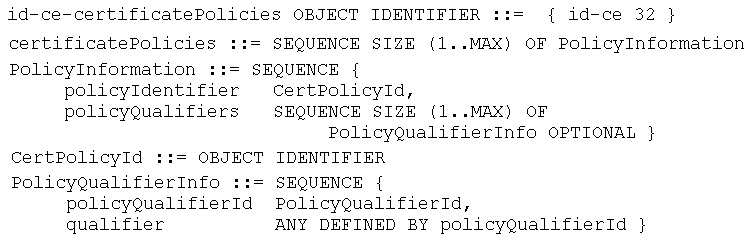 id-ce-certificatePolicies OBJECT IDENTIFIER ::=  { id-ce 32 }
certificatePolicies ::= SEQUENCE SIZE (1..MAX) OF PolicyInformation
PolicyInformation ::= SEQUENCE {
     policyIdentifier   CertPolicyId,
     policyQualifiers   SEQUENCE SIZE (1..MAX) OF
                             PolicyQualifierInfo OPTIONAL }
CertPolicyId ::= OBJECT IDENTIFIER
PolicyQualifierInfo ::= SEQUENCE {
     policyQualifierId  PolicyQualifierId,
     qualifier          ANY DEFINED BY policyQualifierId }